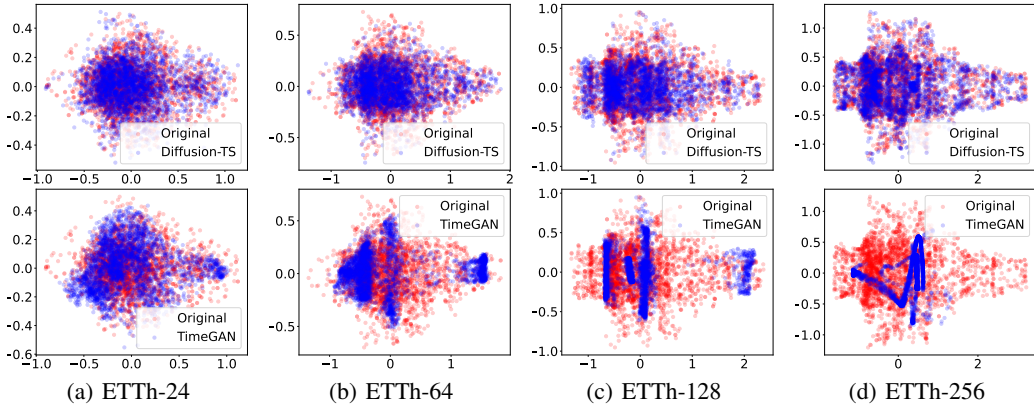 0.4
0.2
0.0
−0.2
−0.4
−1.0 −0.5 0.0 0.5 1.0
Original
Diffusion-TS
0.5
0.0
−0.5
−1 0 1 2
Original
Diffusion-TS
1.0
0.5
0.0
−0.5
−1.0
−1 0 1 2
Original
Diffusion-TS
1.0
0.5
0.0
−0.5
−1.0
0 2
Original
Diffusion-TS
0.4
0.2
0.0
−0.2
−0.4
−0.6
−0.5 0.0 0.5 1.0
Original
TimeGAN
0.5
0.0
−0.5
−1 0 1
Original
TimeGAN
1.0
0.5
0.0
−0.5
−1.0
−1 0 1 2
Original
TimeGAN
1.0
0.5
0.0
−0.5
−1.0
0 2
Original
TimeGAN
(a) ETTh-24
(b) ETTh-64
(c) ETTh-128
(d) ETTh-256